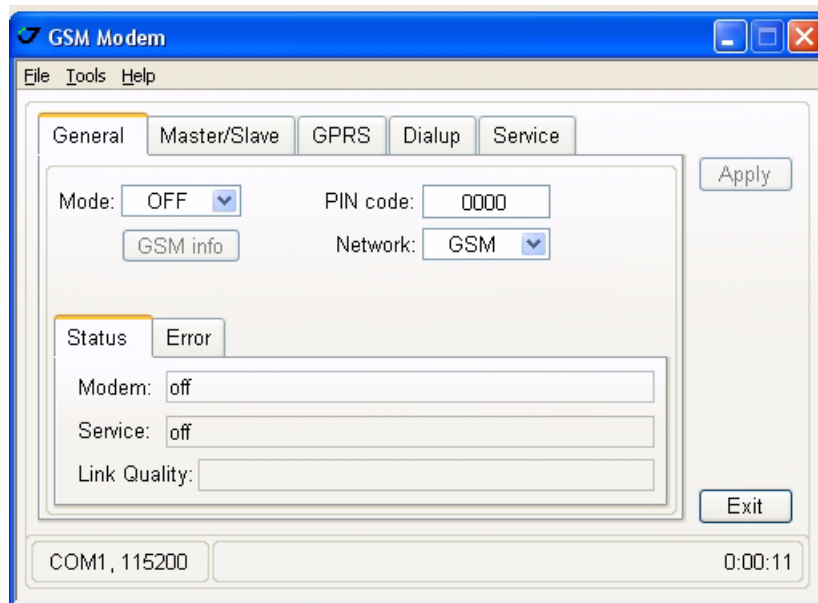 GSM Modem
File Tools Help
General Master/Slave GPRS Dialup Service
Apply
Mode: OFF PIN code: 0000
GSM info Network: GSM
Status Error
Modem: off
Service: off
Link Quality:
Exit
COM1, 115200 0:00:11